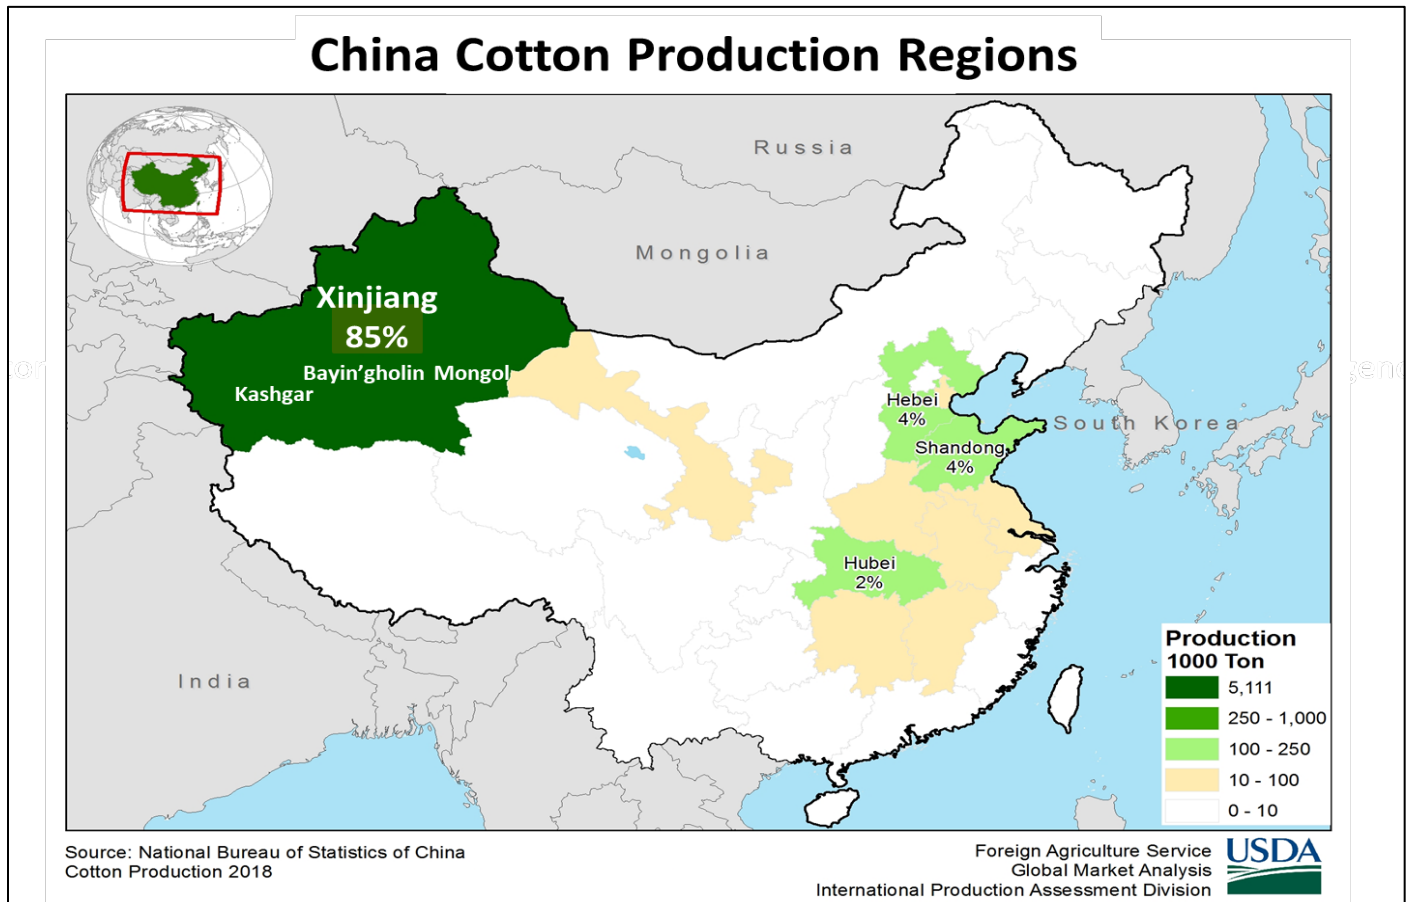 China Cotton Production Regions
Russia
Mongolia
Xinjiang
85%
Bayin’gholin Mongol
Kashgar
Hebei
4%
South Korea
Shandong
4%
Hubei
2%
India
Production
1000 Ton
5,111
250 - 1,000
100 - 250
10 - 100
0 - 10
Source: National Bureau of Statistics of China
Cotton Production 2018
Foreign Agriculture Service
Global Market Analysis
International Production Assessment Division
USDA